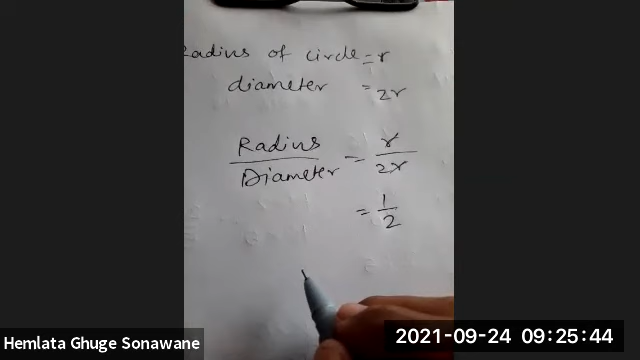 Radius of circle = r
diameter = 2r
Radius / Diameter = r / 2r
= 1 / 2
Hemlata Ghuge Sonawane
2021-09-24 09:25:44